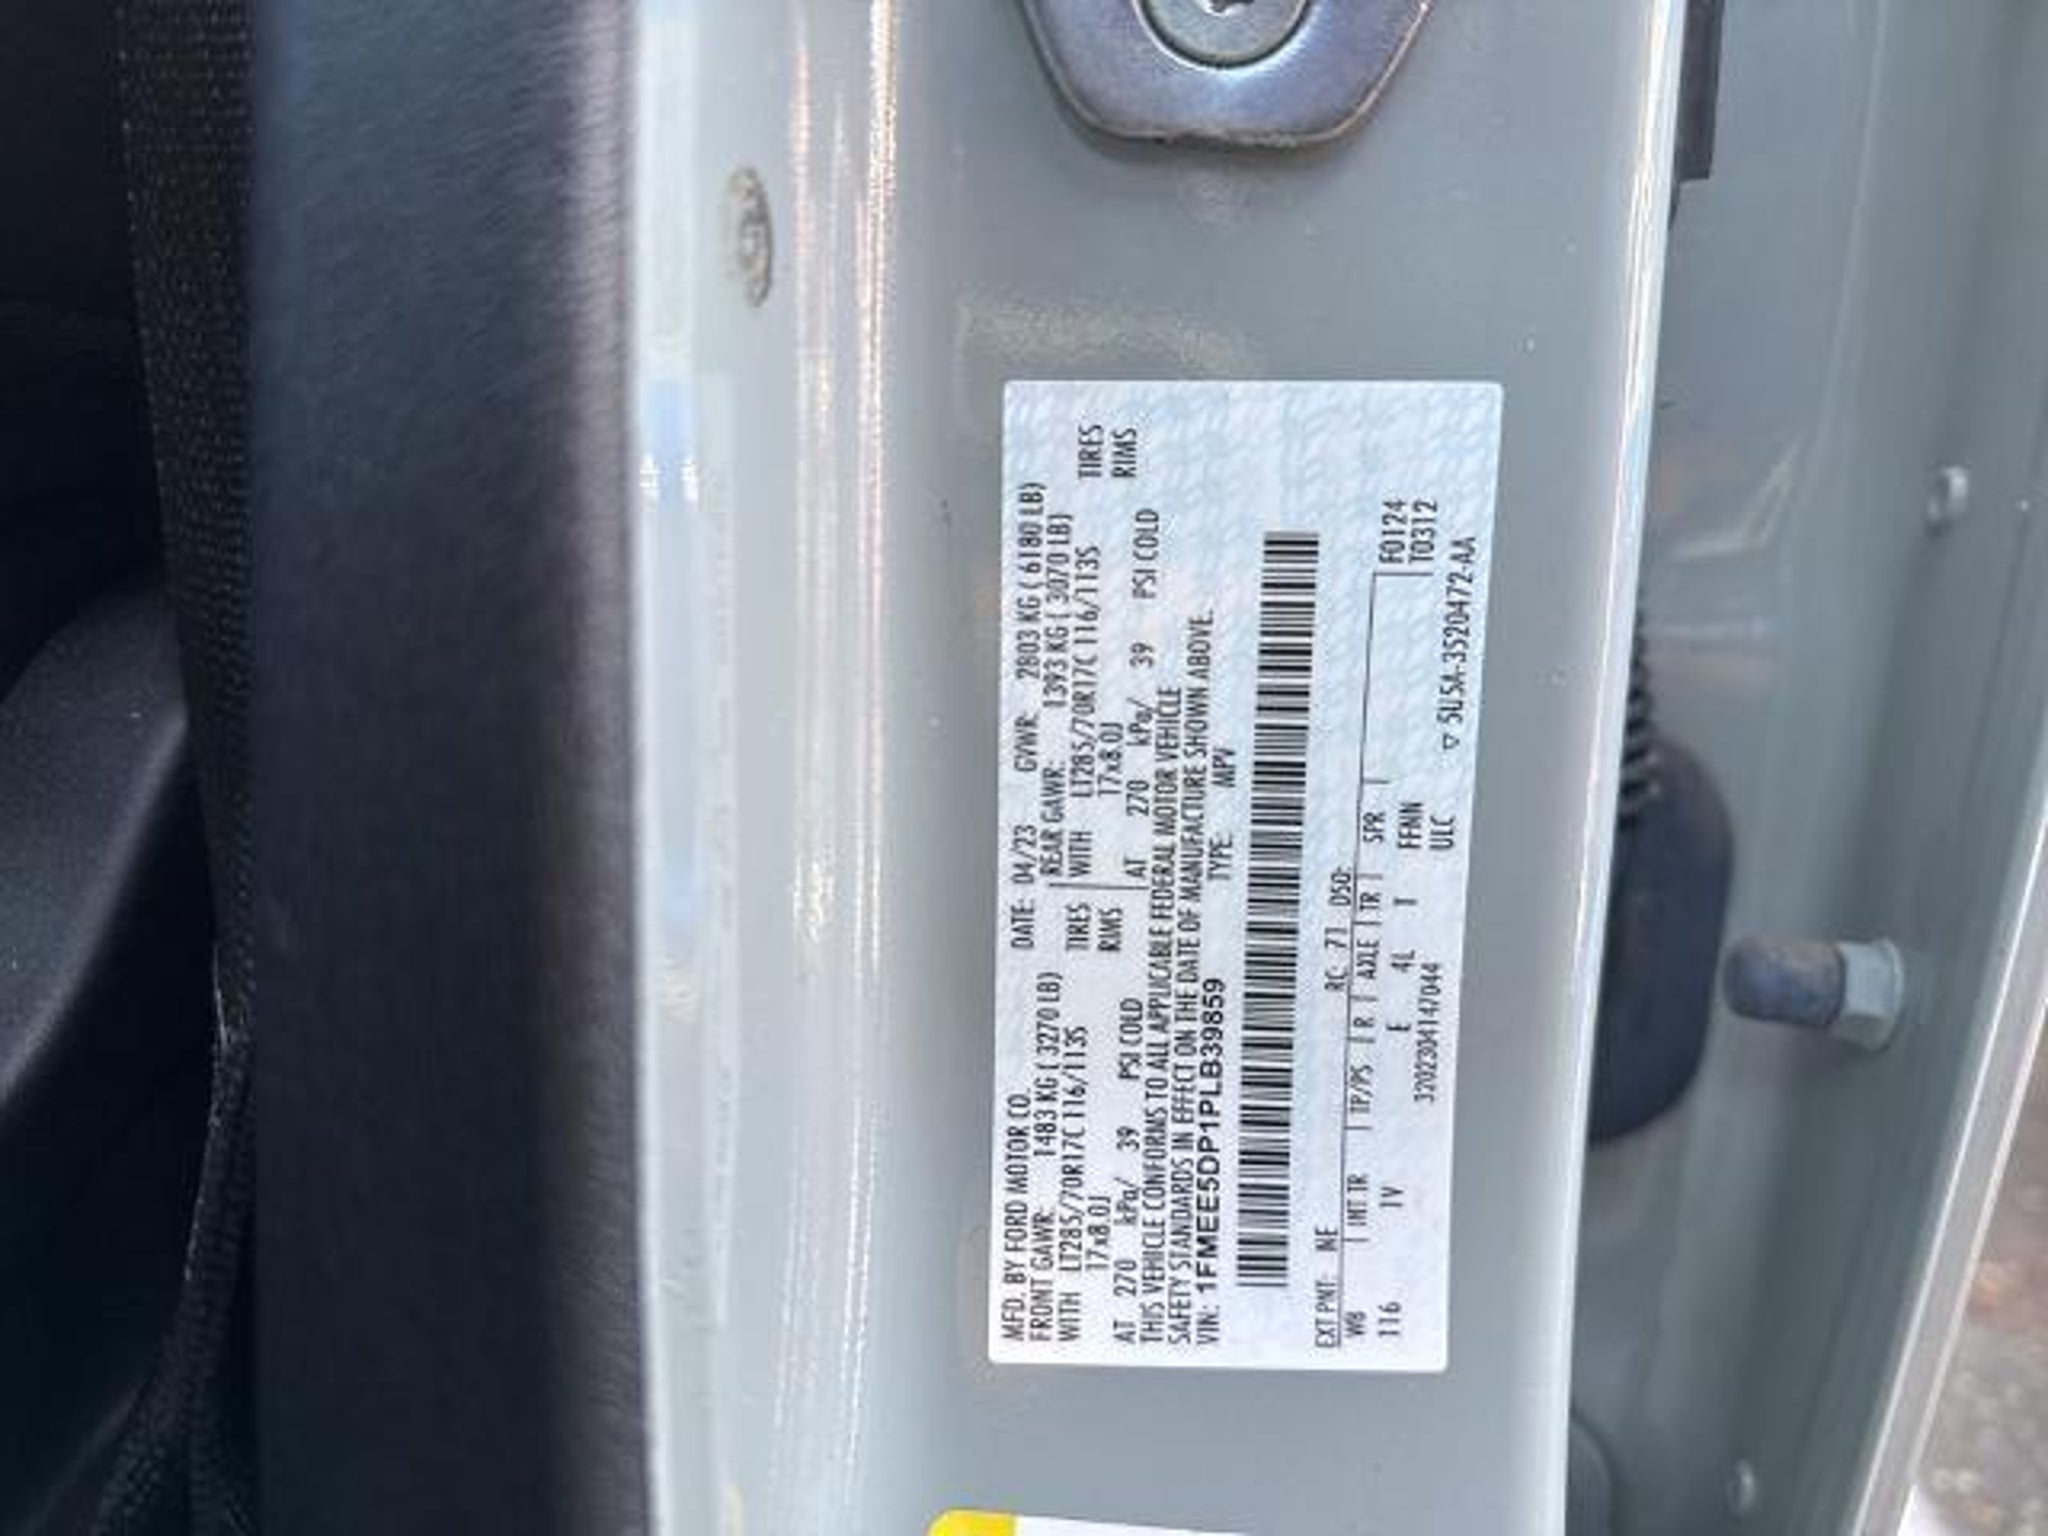 MFD. BY FORD MOTOR CO. DATE: 04/23 GVWR: 2803 KG ( 6180 LB)
FRONT GAWR: 1483 KG ( 3270 LB) REAR GAWR: 1393 KG ( 3070 LB)
WITH LT285/70R17C 116/113S TIRES WITH LT285/70R17C 116/113S TIRES
17x8.0J RIMS 17x8.0J RIMS
AT 270 kPa/ 39 PSI COLD AT 270 kPa/ 39 PSI COLD
THIS VEHICLE CONFORMS TO ALL APPLICABLE FEDERAL MOTOR VEHICLE
SAFETY STANDARDS IN EFFECT ON THE DATE OF MANUFACTURE SHOWN ABOVE.
VIN: 1FMEE5DP1PLB39859 TYPE: MPV
EXT PNT: NE RC: 71 DSO:
WB INT TR TP/PS R AXLE TR SPR F0124
116 1V E 4L T FFNN T0312
3202304147044 ULC
▽ 5U5A-3520472-AA